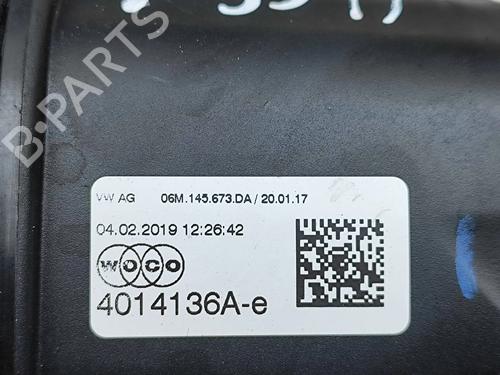 B-PARTS
VW AG 06M.145.673.DA / 20.01.17
04.02.2019 12:26:42
WOCO
4014136A-e